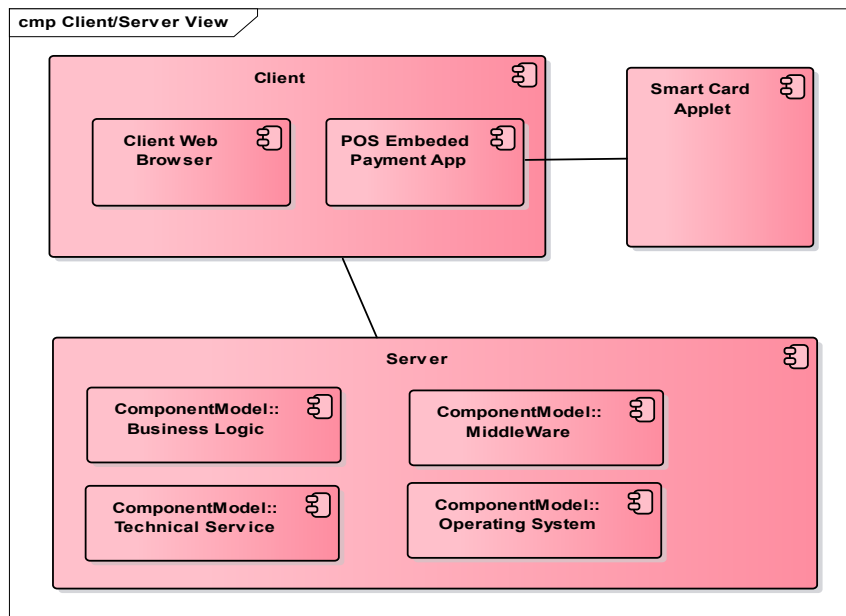 cmp Client/Server View
Client
Client Web
Browser
POS Embeded
Payment App
Smart Card
Applet
Server
ComponentModel::
Business Logic
ComponentModel::
MiddleWare
ComponentModel::
Technical Service
ComponentModel::
Operating System